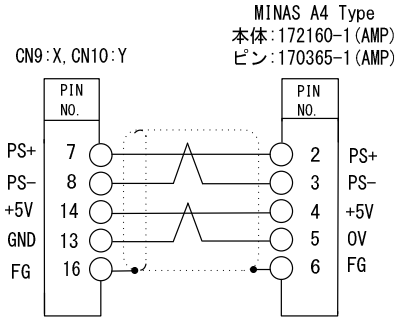 MINAS A4 Type
本体:172160-1(AMP)
ピン:170365-1(AMP)
CN9:X,CN10:Y
PIN NO.
PIN NO.
PS+ 7 2 PS+
PS- 8 3 PS-
+5V 14 4 +5V
GND 13 5 0V
FG 16 6 FG